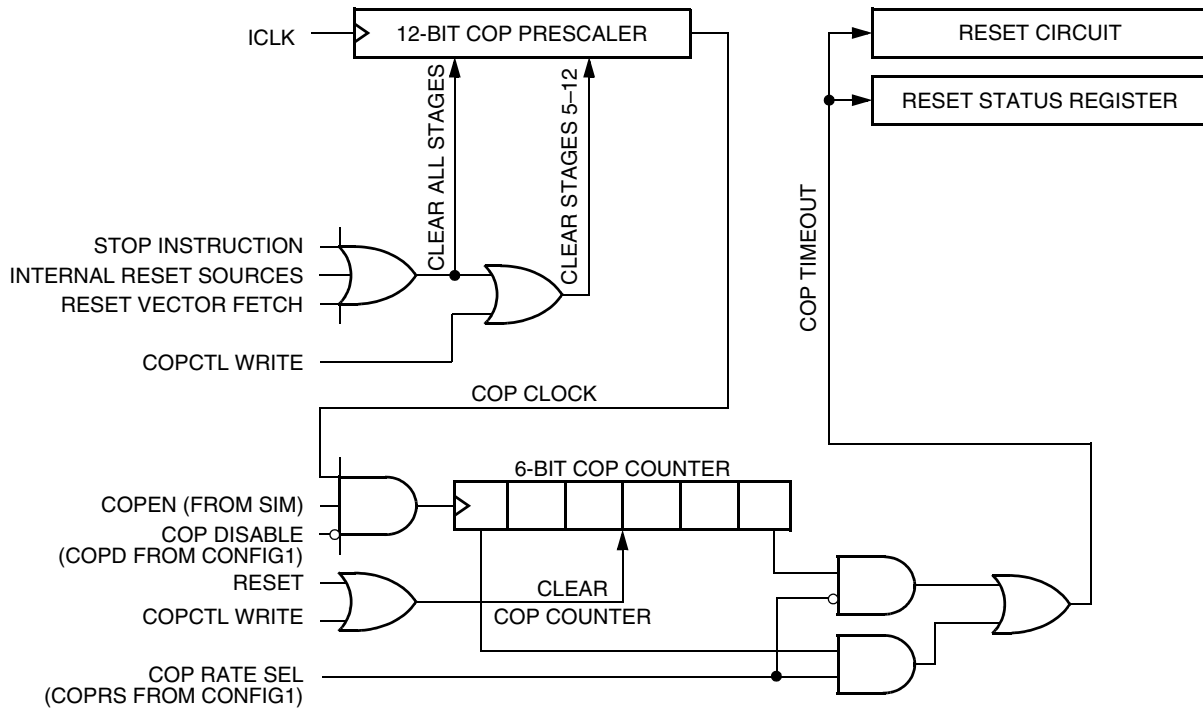 ICLK
12-BIT COP PRESCALER
RESET CIRCUIT
RESET STATUS REGISTER
CLEAR ALL STAGES
CLEAR STAGES 5–12
COP TIMEOUT
STOP INSTRUCTION
INTERNAL RESET SOURCES
RESET VECTOR FETCH
COPCTL WRITE
COP CLOCK
6-BIT COP COUNTER
COPEN (FROM SIM)
COP DISABLE
(COPD FROM CONFIG1)
RESET
COPCTL WRITE
CLEAR
COP COUNTER
COP RATE SEL
(COPRS FROM CONFIG1)